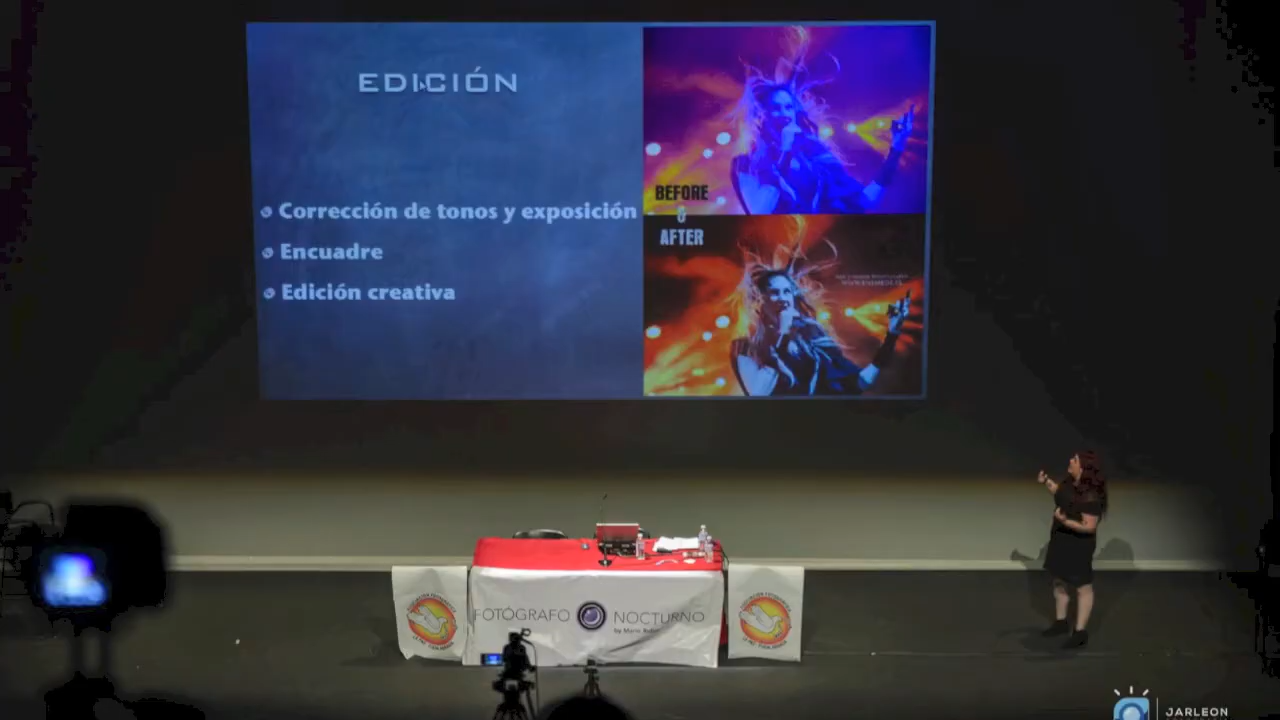 EDICIÓN
Corrección de tonos y exposición
Encuadre
Edición creativa
BEFORE
&
AFTER
FOTÓGRAFO NOCTURNO
JARLEON